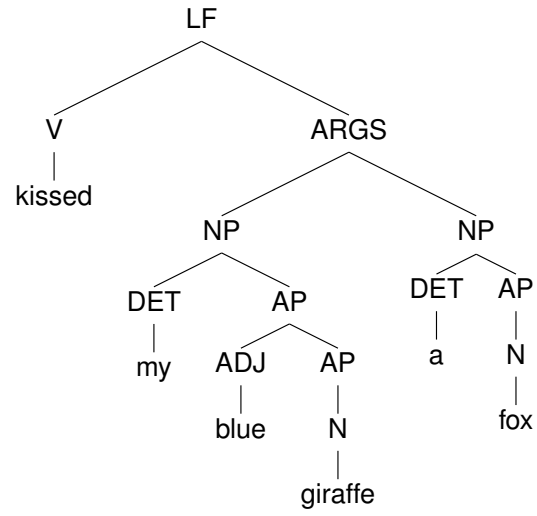 LF
V ARGS
kissed
NP NP
DET AP DET AP
my ADJ AP a N
blue N fox
giraffe